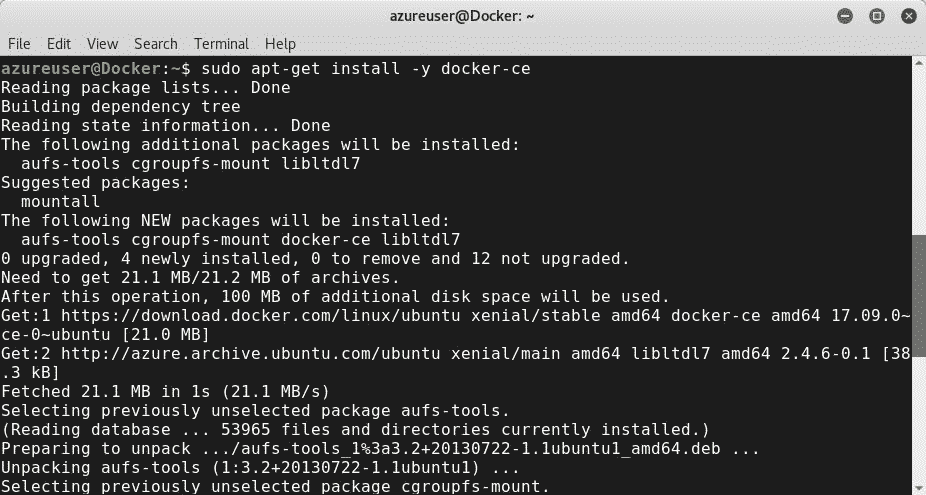 azureuser@Docker: ~
File Edit View Search Terminal Help
azureuser@Docker:~$ sudo apt-get install -y docker-ce
Reading package lists... Done
Building dependency tree
Reading state information... Done
The following additional packages will be installed:
  aufs-tools cgroupfs-mount libltdl7
Suggested packages:
  mountall
The following NEW packages will be installed:
  aufs-tools cgroupfs-mount docker-ce libltdl7
0 upgraded, 4 newly installed, 0 to remove and 12 not upgraded.
Need to get 21.1 MB/21.2 MB of archives.
After this operation, 100 MB of additional disk space will be used.
Get:1 https://download.docker.com/linux/ubuntu xenial/stable amd64 docker-ce amd64 17.09.0~
ce-0~ubuntu [21.0 MB]
Get:2 http://azure.archive.ubuntu.com/ubuntu xenial/main amd64 libltdl7 amd64 2.4.6-0.1 [38
.3 kB]
Fetched 21.1 MB in 1s (21.1 MB/s)
Selecting previously unselected package aufs-tools.
(Reading database ... 53965 files and directories currently installed.)
Preparing to unpack .../aufs-tools_1%3a3.2+20130722-1.1ubuntu1_amd64.deb ...
Unpacking aufs-tools (1:3.2+20130722-1.1ubuntu1) ...
Selecting previously unselected package cgroupfs-mount.